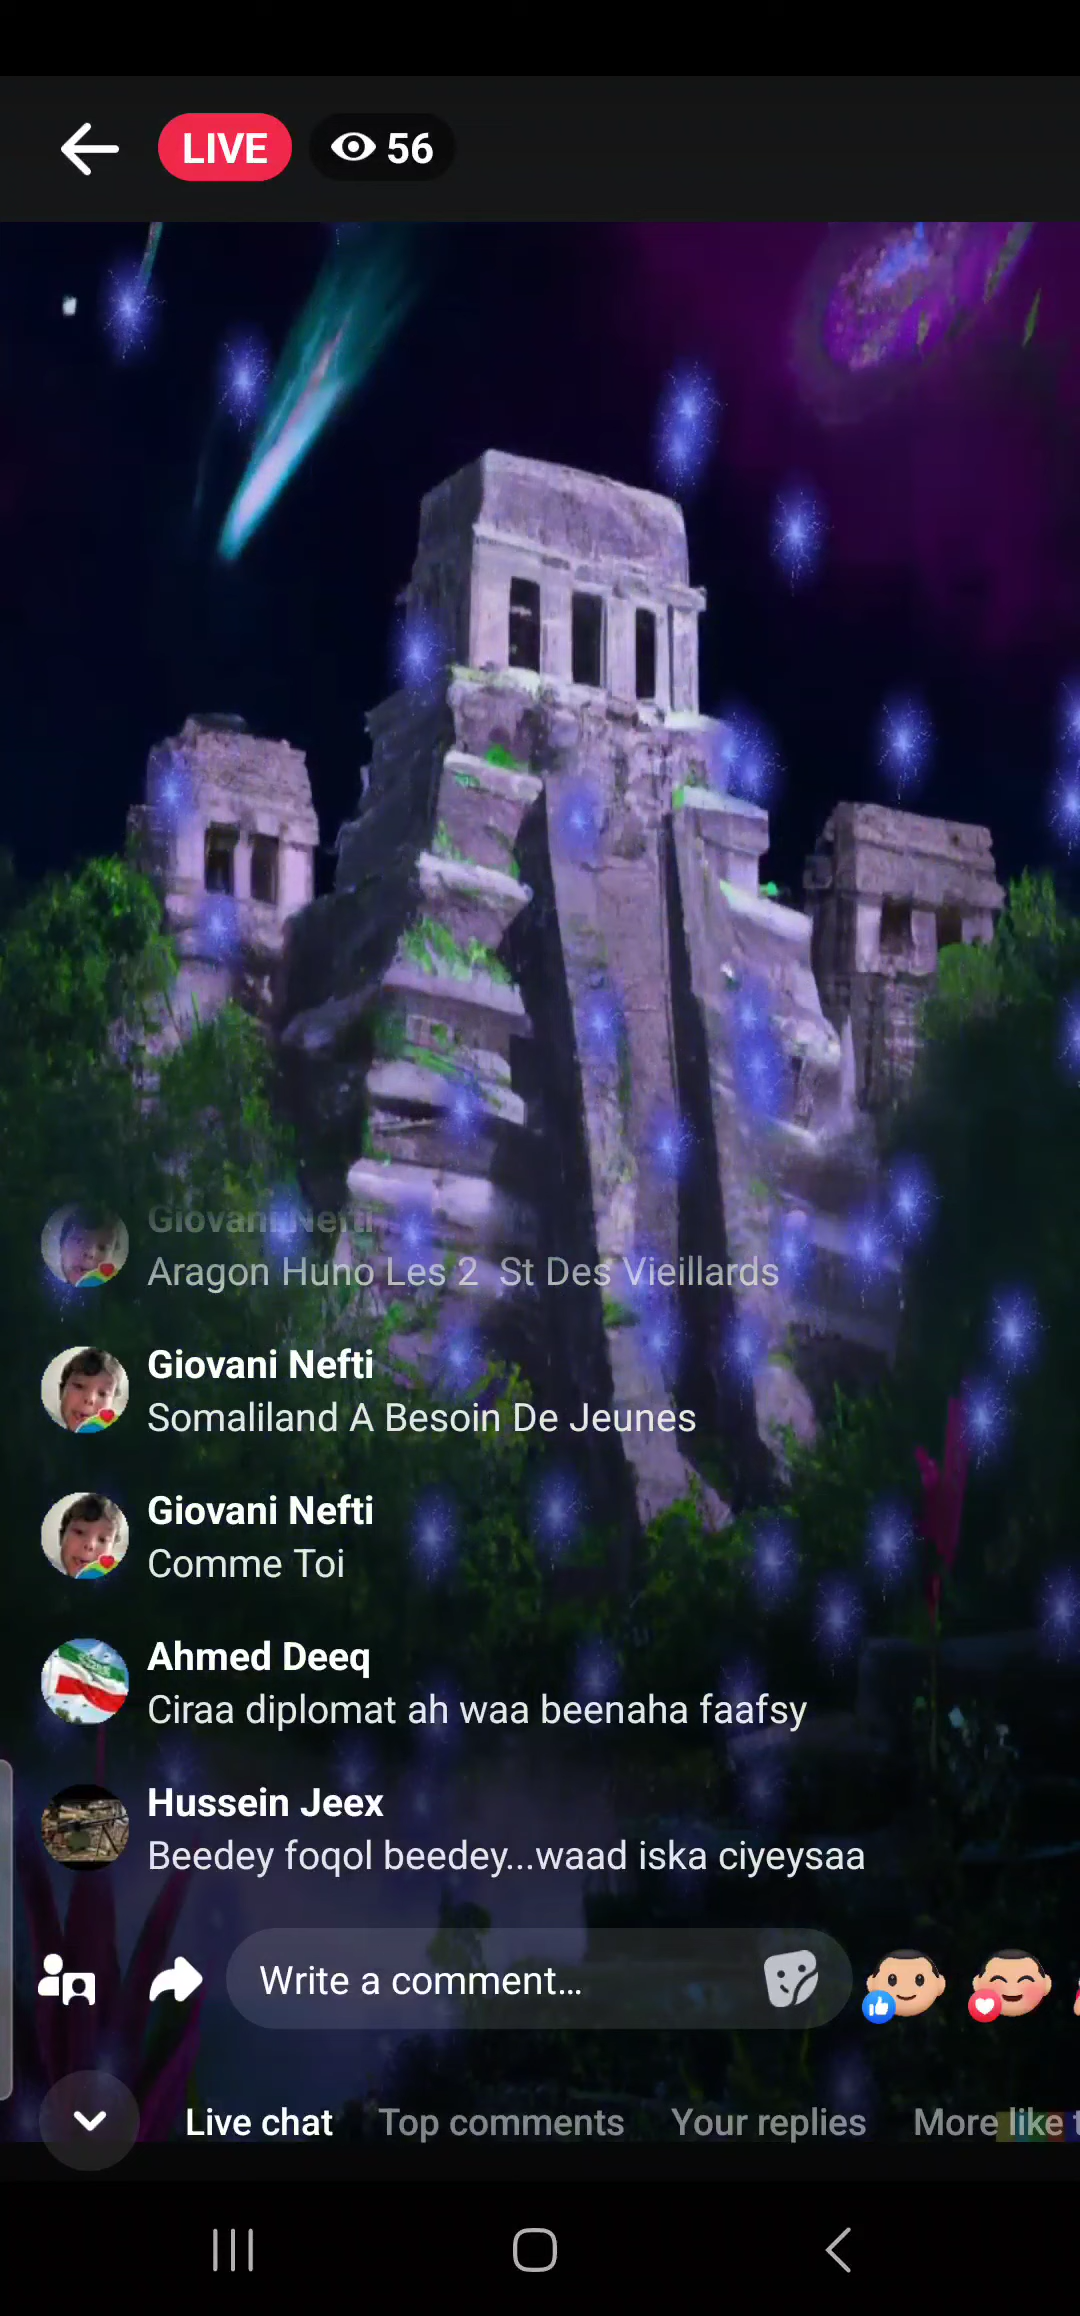 LIVE 56
Giovani Nefti
Aragon Huno Les 2 St Des Vieillards
Giovani Nefti
Somaliland A Besoin De Jeunes
Giovani Nefti
Comme Toi
Ahmed Deeq
Ciraa diplomat ah waa beenaha faafsy
Hussein Jeex
Beedey foqol beedey...waad iska ciyeysaa
Write a comment...
Live chat Top comments Your replies More like